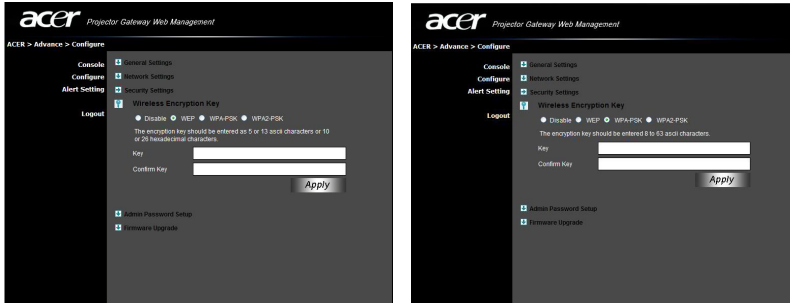 acer Projector Gateway Web Management
ACER > Advance > Configure
Console
Configure
Alert Setting
Logout
General Settings
Network Settings
Security Settings
Wireless Encryption Key
Disable WEP WPA-PSK WPA2-PSK
The encryption key should be entered as 5 or 13 ascii characters or 10
or 26 hexadecimal characters.
Key
Confirm Key
Apply
Admin Password Setup
Firmware Upgrade
acer Projector Gateway Web Management
ACER > Advance > Configure
Console
Configure
Alert Setting
Logout
General Settings
Network Settings
Security Settings
Wireless Encryption Key
Disable WEP WPA-PSK WPA2-PSK
The encryption key should be entered 8 to 63 ascii characters.
Key
Confirm Key
Apply
Admin Password Setup
Firmware Upgrade